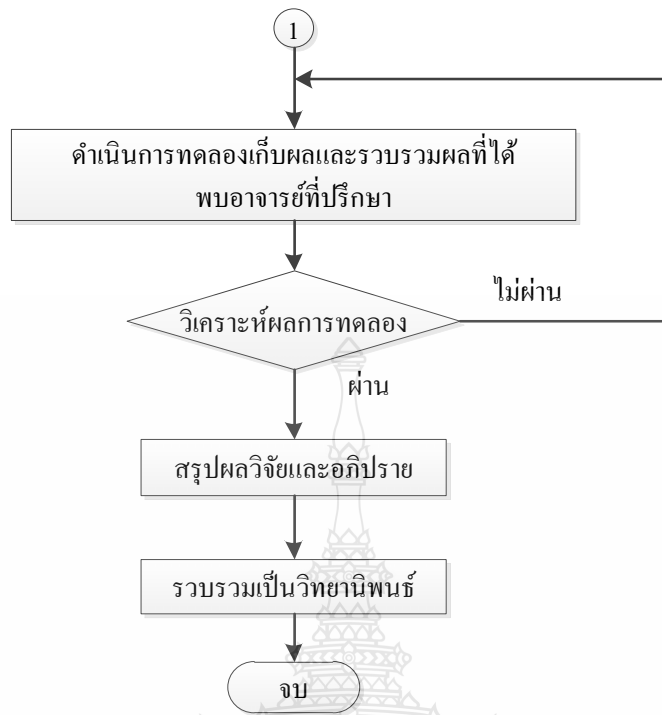 1
ดำเนินการทดลองเก็บผลและรวบรวมผลที่ได้
พบอาจารย์ที่ปรึกษา
ไม่ผ่าน
วิเคราะห์ผลการทดลอง
ผ่าน
สรุปผลวิจัยและอภิปราย
รวบรวมเป็นวิทยานิพนธ์
จบ